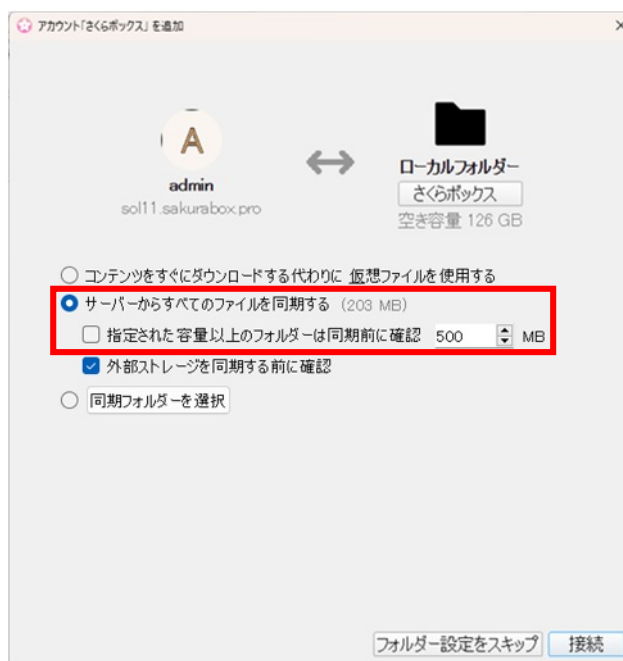 アカウント「さくらボックス」を追加
A
admin
sol11.sakurabox.pro
ローカルフォルダー
さくらボックス
空き容量 126 GB
コンテンツをすぐにダウンロードする代わりに 仮想ファイルを使用する
サーバーからすべてのファイルを同期する (203 MB)
指定された容量以上のフォルダーは同期前に確認 500 MB
外部ストレージを同期する前に確認
同期フォルダーを選択
フォルダー設定をスキップ 接続